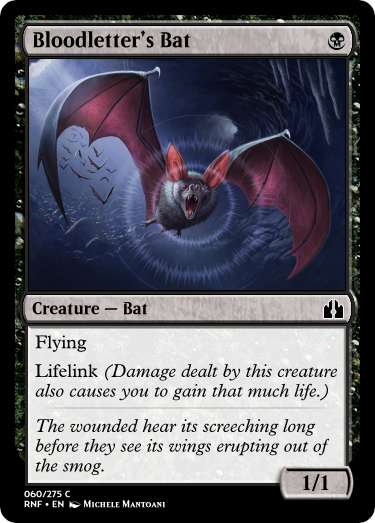 Bloodletter's Bat
Creature — Bat
Flying
Lifelink (Damage dealt by this creature
also causes you to gain that much life.)
The wounded hear its screeching long
before they see its wings erupting out of
the smog.
1/1
060/275 C
RNF • EN Michele Mantoani